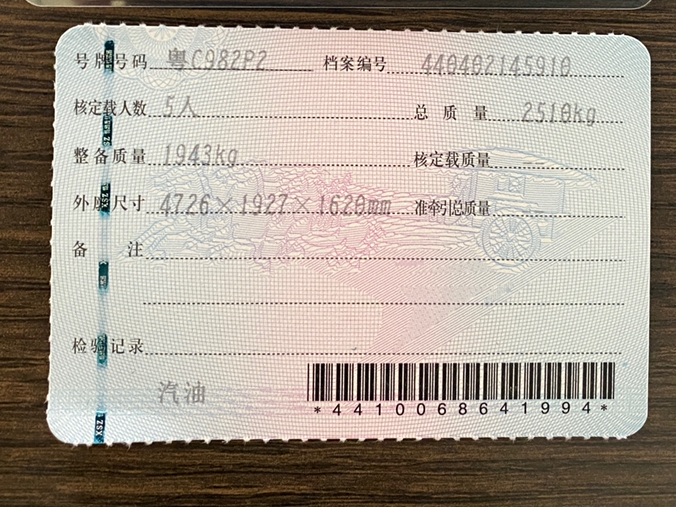 号牌号码 粤C982P2 档案编号 440402145910
核定载人数 5人 总质量 2510kg
整备质量 1943kg 核定载质量 --
外廓尺寸 4726×1927×1620mm 准牵引总质量
备注
检验记录
汽油
*4410068641994*